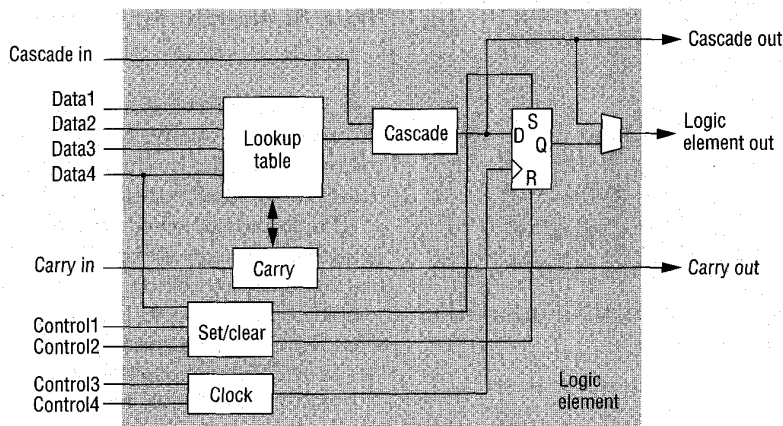 Cascade in
Data1
Data2
Data3
Data4
Carry in
Control1
Control2
Control3
Control4
Lookup
table
Cascade
Carry
Set/clear
Clock
D
S
Q
R
Cascade out
Logic
element out
Carry out
Logic
element